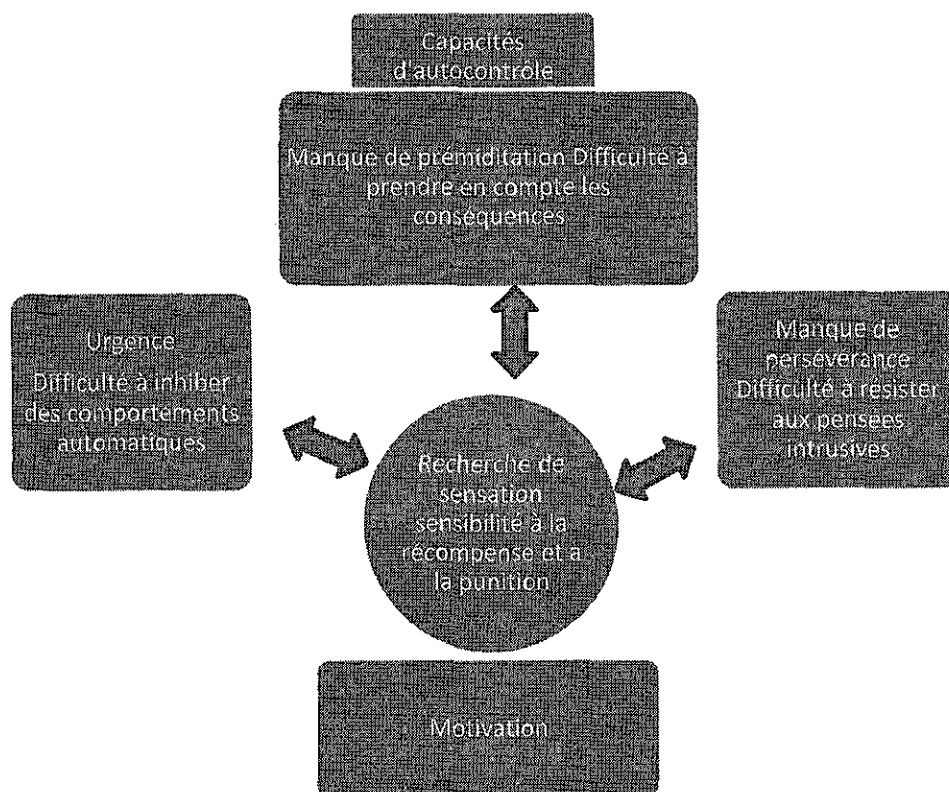 Capacités
d'autocontrôle
Manque de prémiditation Difficulté à
prendre en compte les
conséquences
Urgence
Difficulté à inhiber
des comportements
automatiques
Manque de
persévérance
Difficulté à résister
aux pensées
intrusives
Recherche de
sensation
sensibilité à la
récompense et a
la punition
Motivation